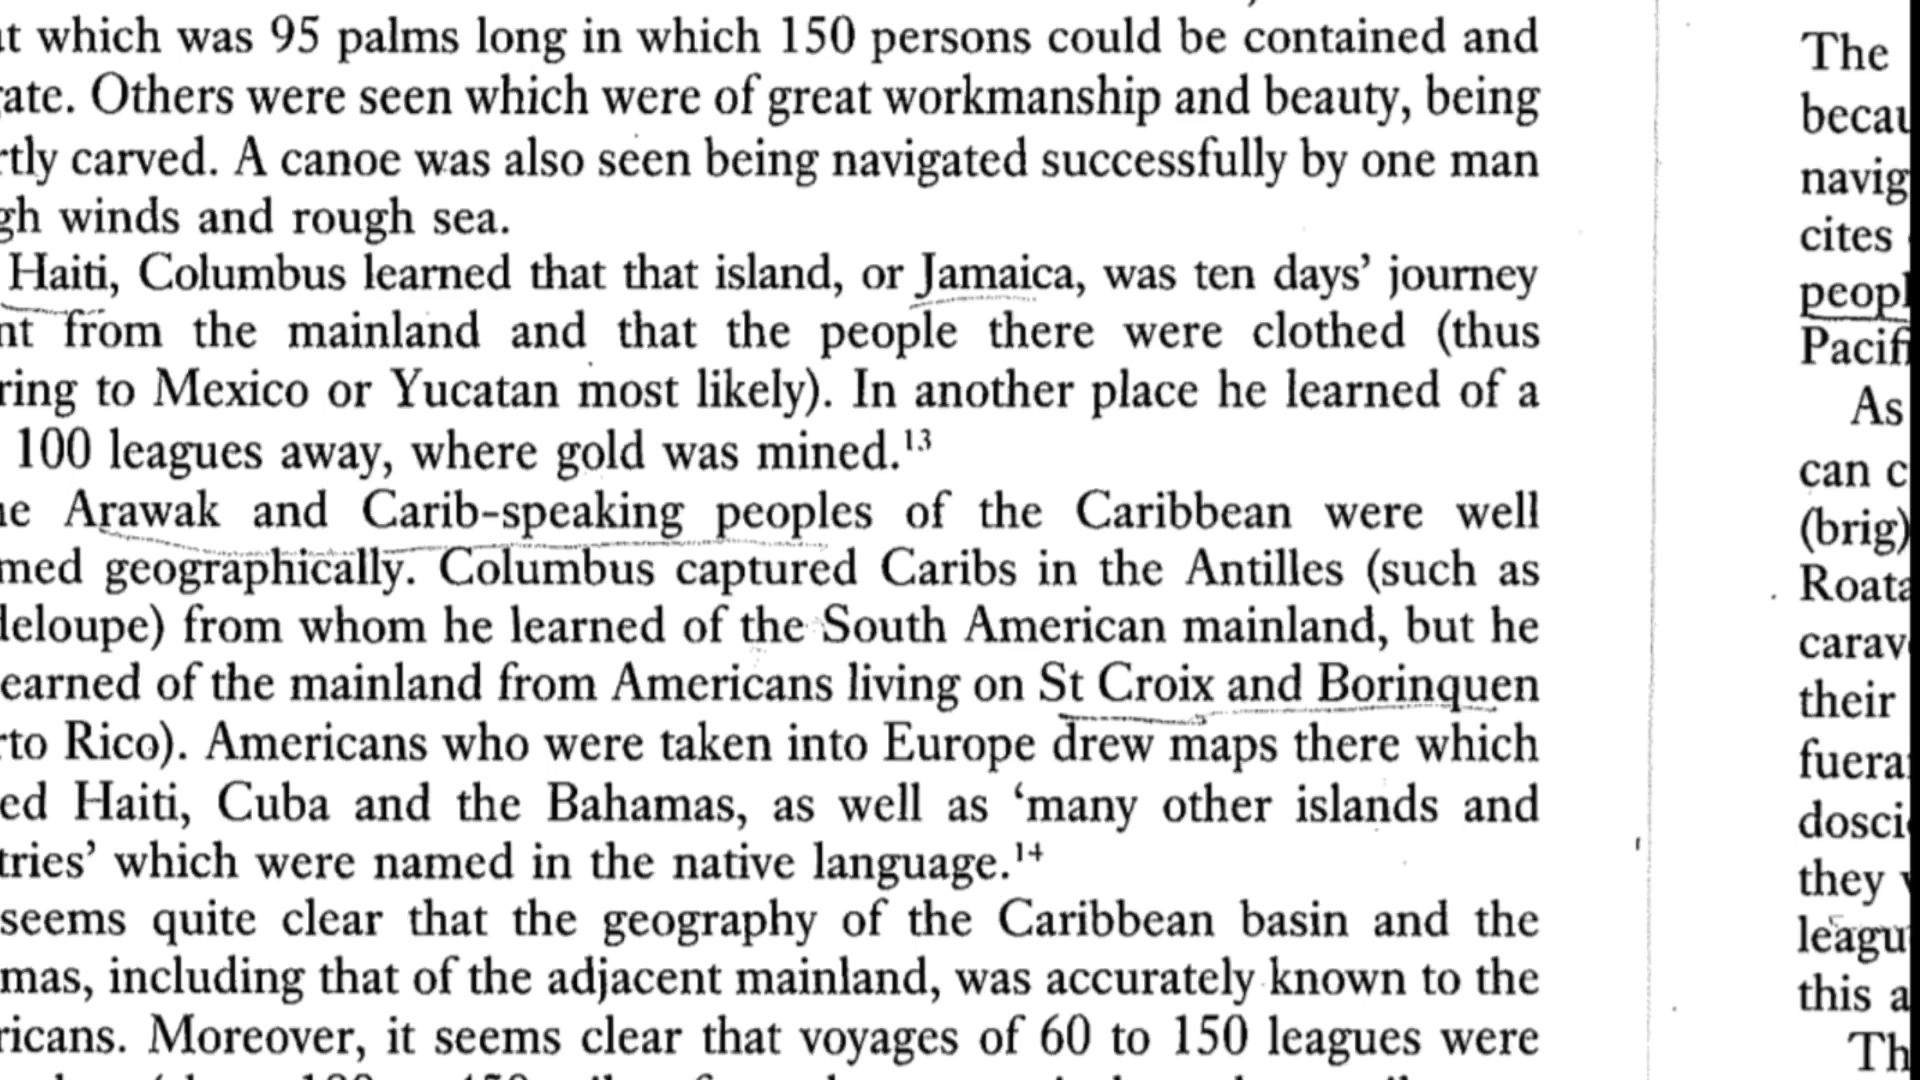 which was 95 palms long in which 150 persons could be contained and
Others were seen which were of great workmanship and beauty, being
carved. A canoe was also seen being navigated successfully by one man
winds and rough sea.
Haiti, Columbus learned that that island, or Jamaica, was ten days’ journey
from the mainland and that the people there were clothed (thus
ring to Mexico or Yucatan most likely). In another place he learned of a
100 leagues away, where gold was mined.¹³
Arawak and Carib-speaking peoples of the Caribbean were well
med geographically. Columbus captured Caribs in the Antilles (such as
deloupe) from whom he learned of the South American mainland, but he
earned of the mainland from Americans living on St Croix and Borinquen
rto Rico). Americans who were taken into Europe drew maps there which
ed Haiti, Cuba and the Bahamas, as well as ‘many other islands and
tries’ which were named in the native language.¹⁴
seems quite clear that the geography of the Caribbean basin and the
mas, including that of the adjacent mainland, was accurately known to the
ricans. Moreover, it seems clear that voyages of 60 to 150 leagues were
The
becau
navig
cites
peopl
Pacifi
As
can c
(brig)
Roata
carav
their
fuera
dosci
they
leagu
this a
Th